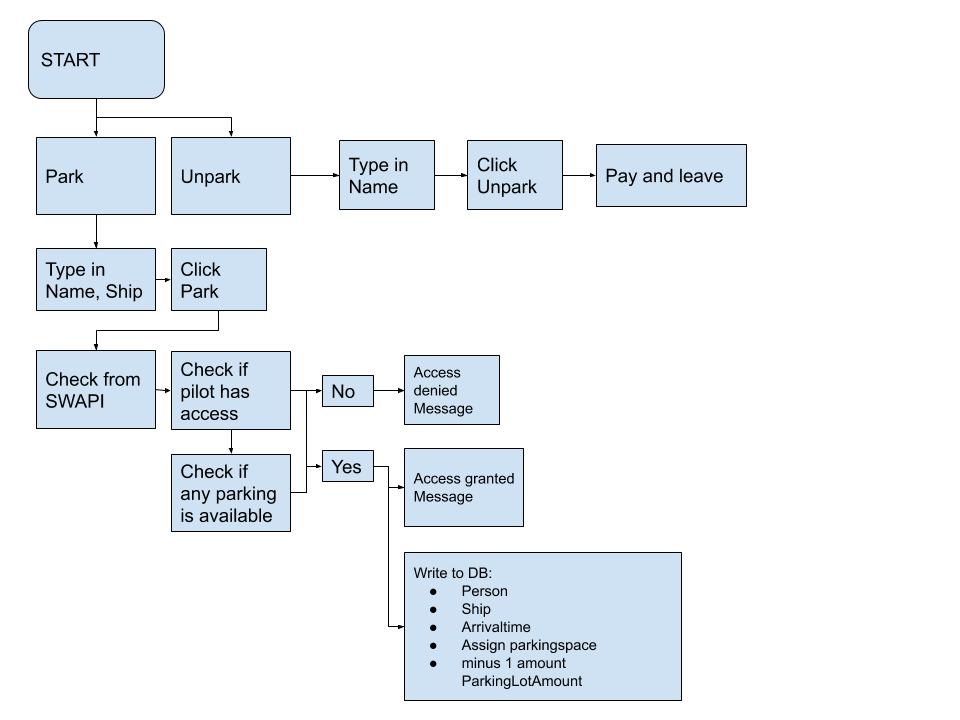 START
Park
Unpark
Type in
Name
Click
Unpark
Pay and leave
Type in
Name, Ship
Click
Park
Check from
SWAPI
Check if
pilot has
access
No
Access
denied
Message
Check if
any parking
is available
Yes
Access granted
Message
Write to DB:
● Person
● Ship
● Arrivaltime
● Assign parkingspace
● minus 1 amount
ParkingLotAmount